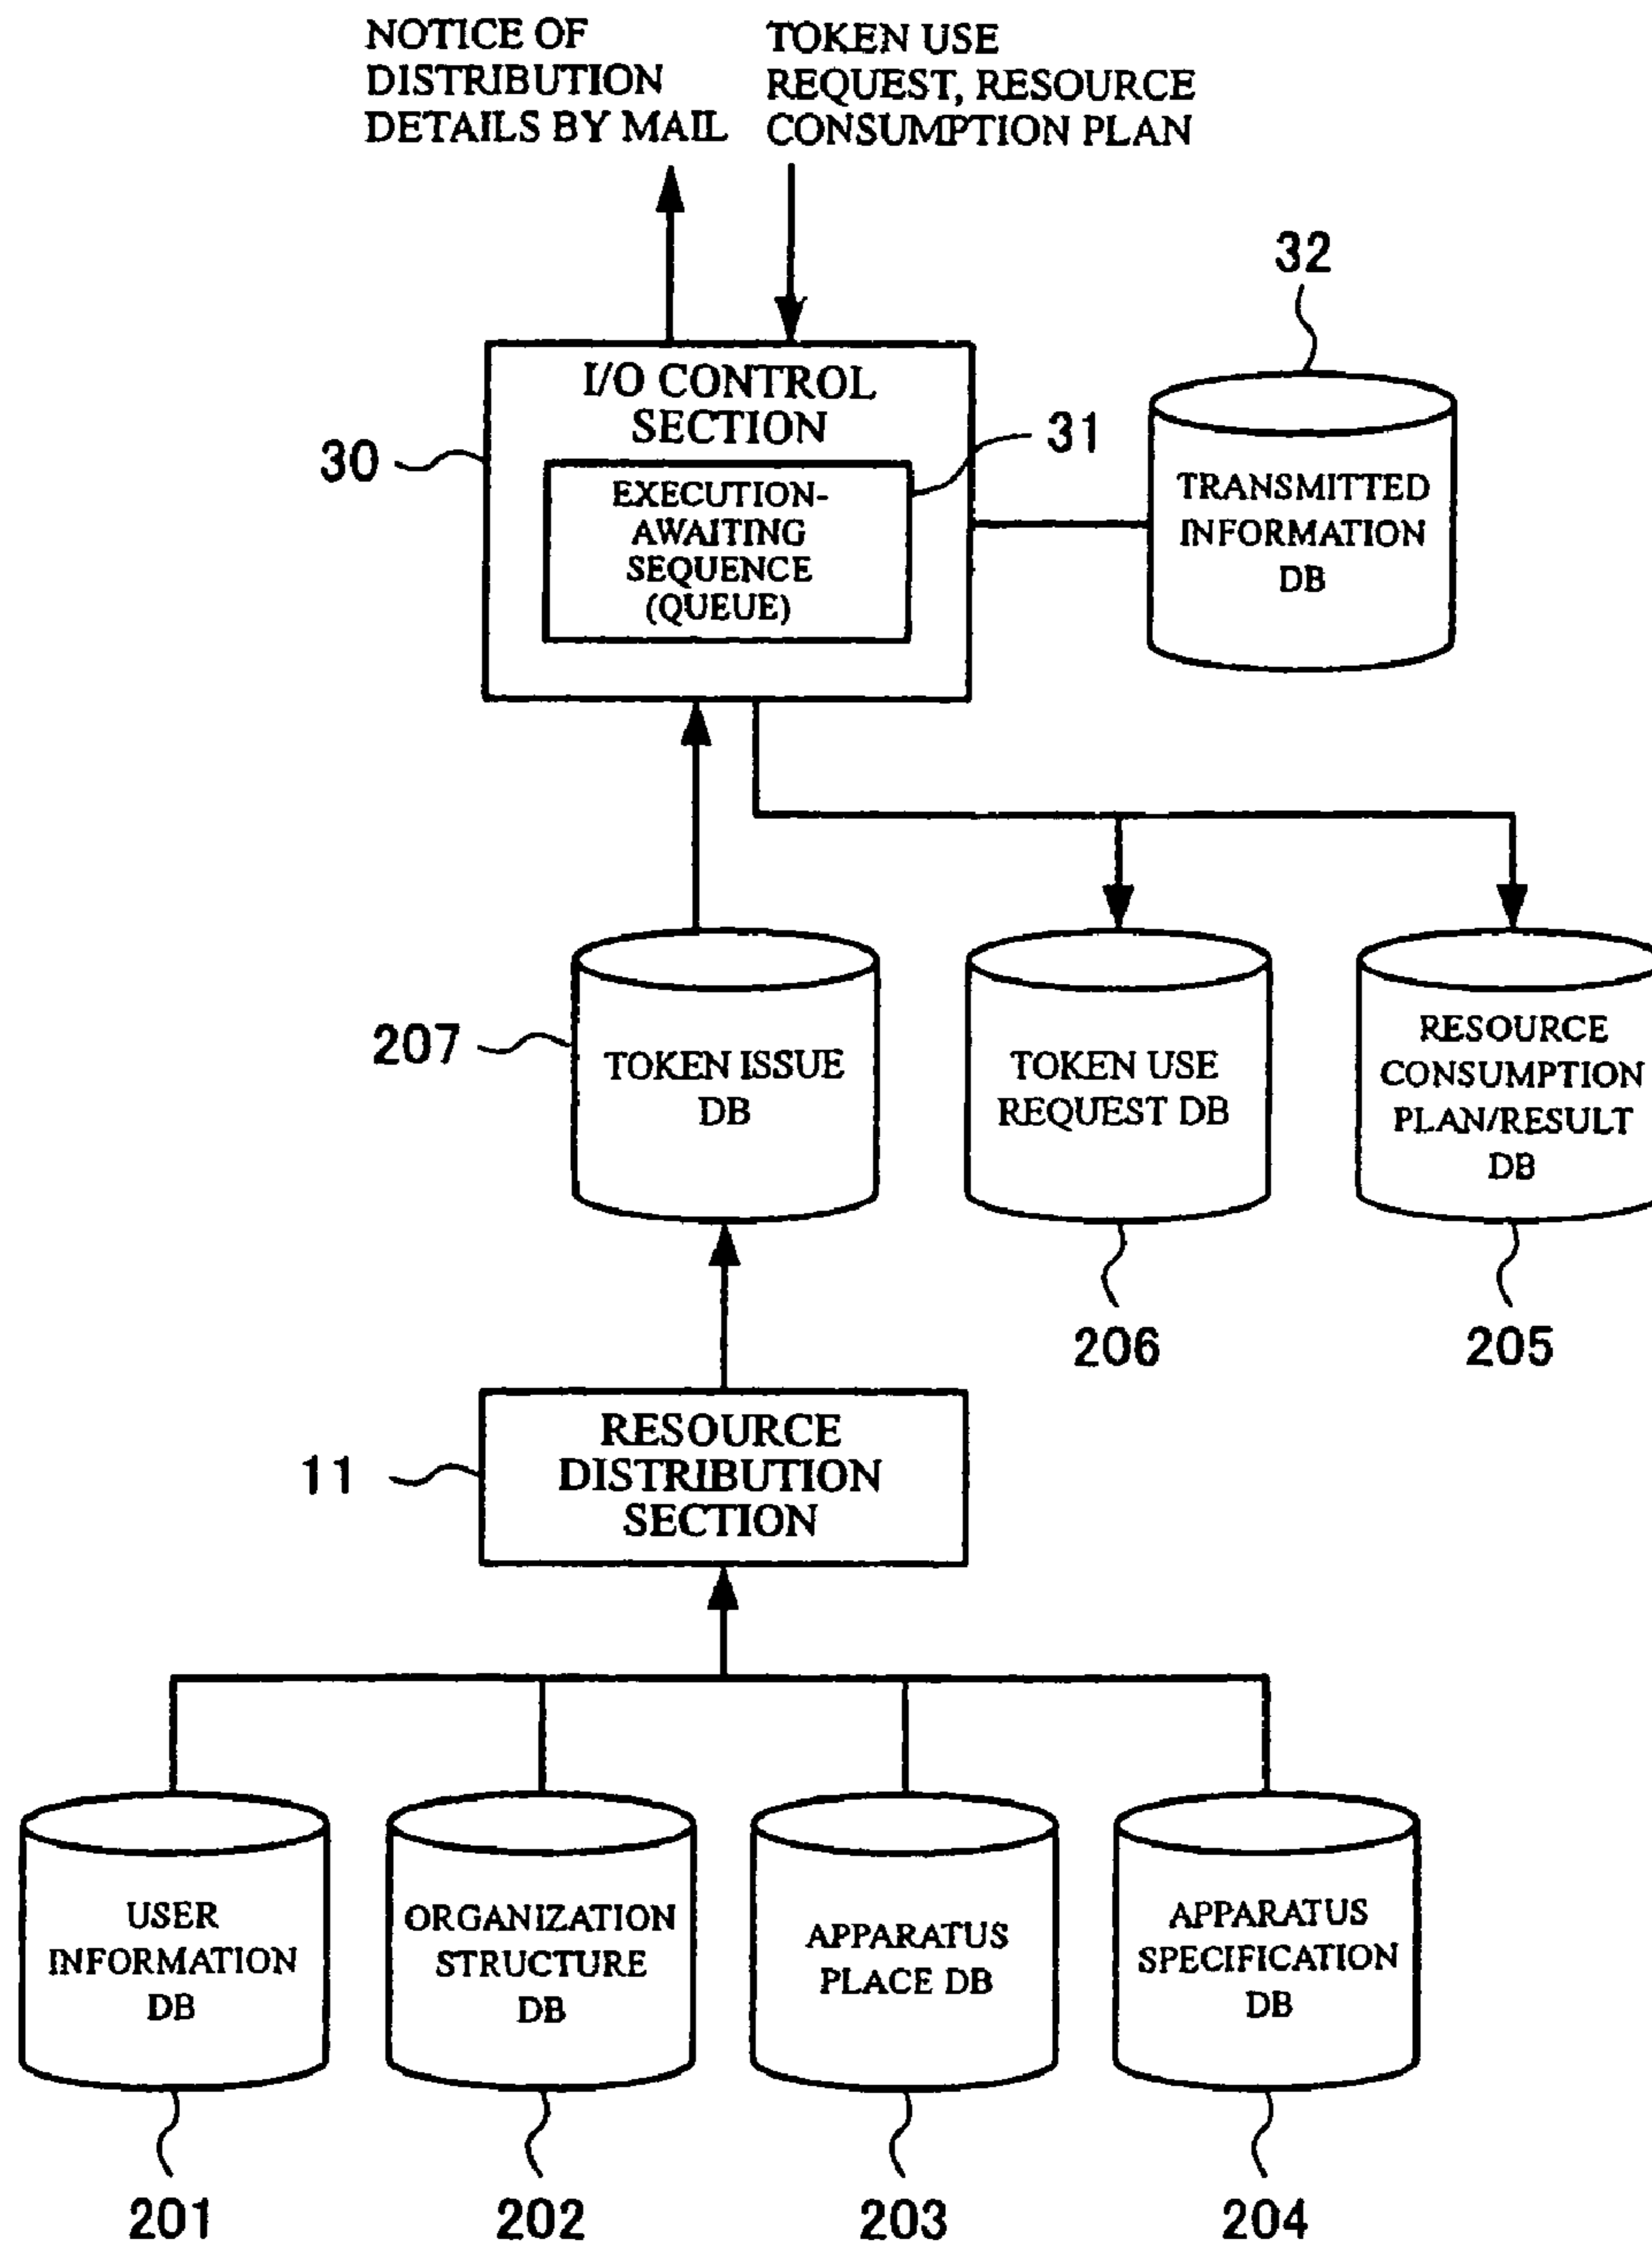 NOTICE OF
DISTRIBUTION
DETAILS BY MAIL
TOKEN USE
REQUEST, RESOURCE
CONSUMPTION PLAN
32
I/O CONTROL
SECTION
31
30
EXECUTION-
AWAITING
SEQUENCE
(QUEUE)
TRANSMITTED
INFORMATION
DB
207
TOKEN ISSUE
DB
TOKEN USE
REQUEST DB
RESOURCE
CONSUMPTION
PLAN/RESULT
DB
206
205
11
RESOURCE
DISTRIBUTION
SECTION
USER
INFORMATION
DB
ORGANIZATION
STRUCTURE
DB
APPARATUS
PLACE DB
APPARATUS
SPECIFICATION
DB
201
202
203
204